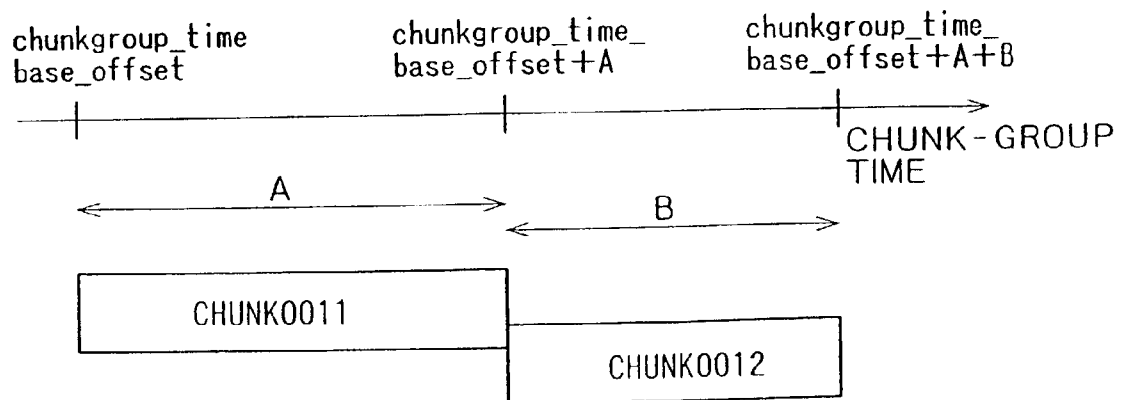 chunkgroup_time
base_offset
chunkgroup_time_
base_offset+A
chunkgroup_time_
base_offset+A+B
CHUNK-GROUP
TIME
A
B
CHUNK0011
CHUNK0012